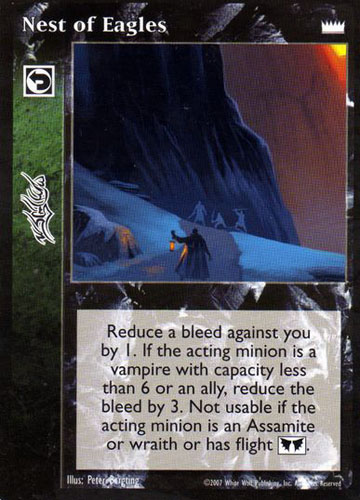 Nest of Eagles
Reduce a bleed against you
by 1. If the acting minion is a
vampire with capacity less
than 6 or an ally, reduce the
bleed by 3. Not usable if the
acting minion is an Assamite
or wraith or has flight .
Illus: Peter Bergting
©2007 White Wolf Publishing, Inc. All Rights Reserved